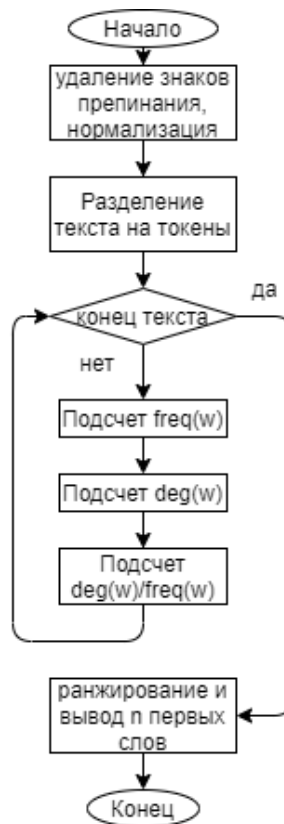 Начало
удаление знаков
препинания,
нормализация
Разделение
текста на токены
конец текста
да
нет
Подсчет freq(w)
Подсчет deg(w)
Подсчет
deg(w)/freq(w)
ранжирование и
вывод n первых
слов
Конец